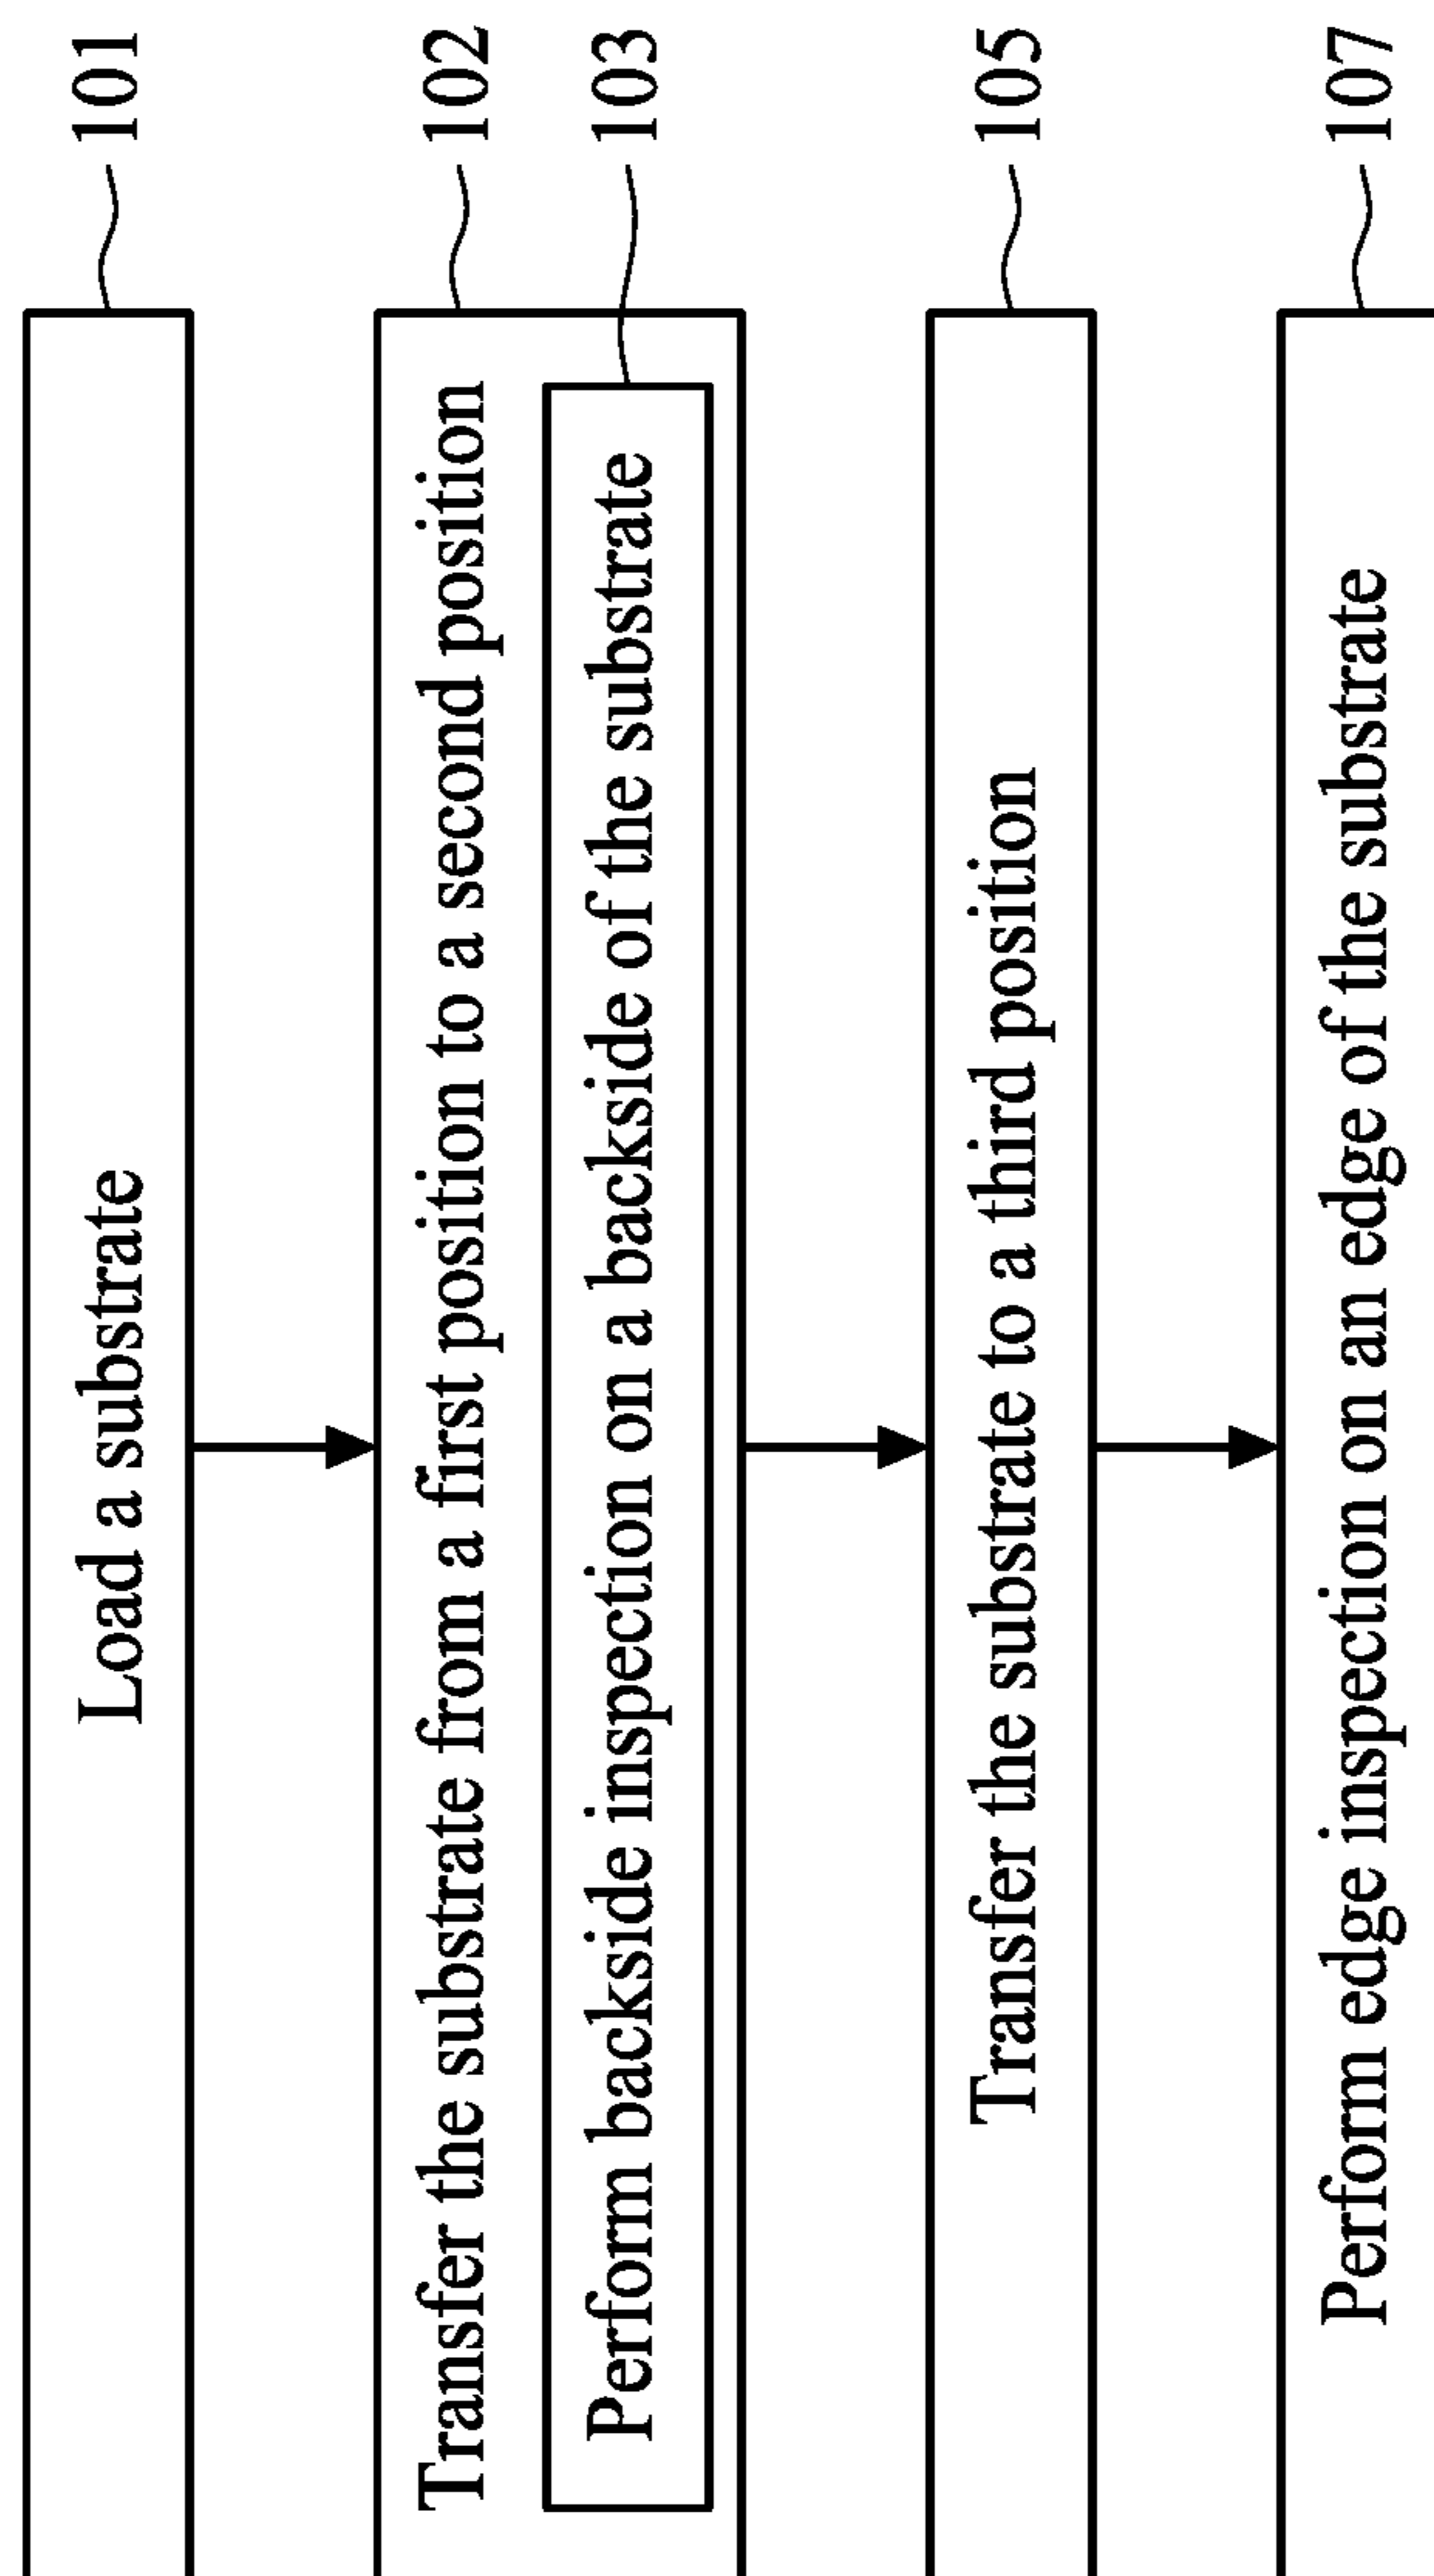 Load a substrate
101
Transfer the substrate from a first position to a second position
102
Perform backside inspection on a backside of the substrate
103
Transfer the substrate to a third position
105
Perform edge inspection on an edge of the substrate
107